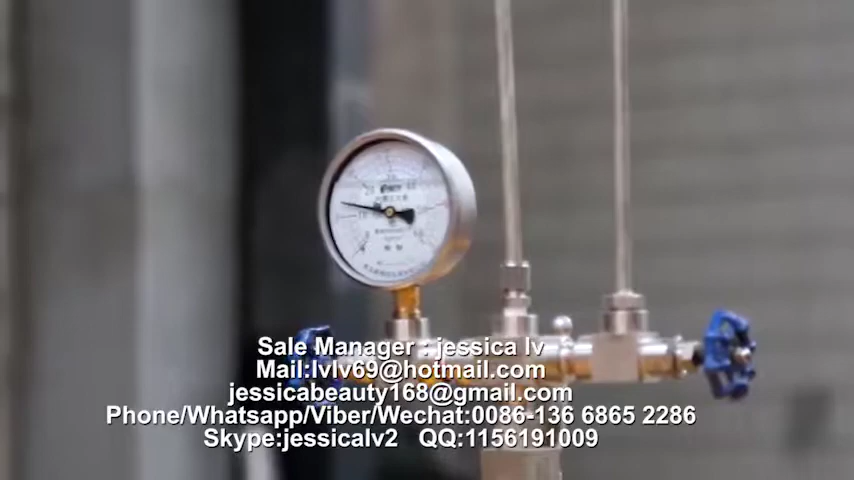 Sale Manager : jessica lv
Mail:lvlv69@hotmail.com
jessicabeauty168@gmail.com
Phone/Whatsapp/Viber/Wechat:0086-136 6865 2286
Skype:jessicalv2 QQ:1156191009